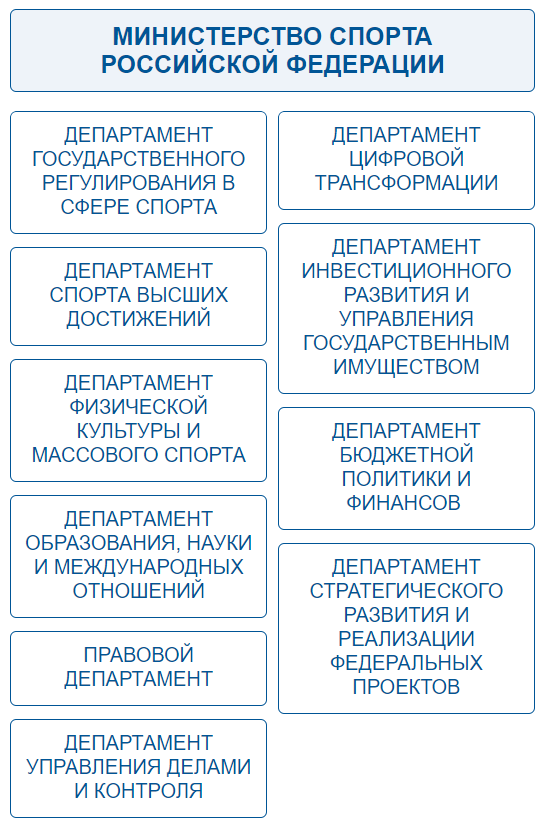 МИНИСТЕРСТВО СПОРТА
РОССИЙСКОЙ ФЕДЕРАЦИИ
ДЕПАРТАМЕНТ
ГОСУДАРСТВЕННОГО
РЕГУЛИРОВАНИЯ В
СФЕРЕ СПОРТА
ДЕПАРТАМЕНТ
СПОРТА ВЫСШИХ
ДОСТИЖЕНИЙ
ДЕПАРТАМЕНТ
ФИЗИЧЕСКОЙ
КУЛЬТУРЫ И
МАССОВОГО СПОРТА
ДЕПАРТАМЕНТ
ОБРАЗОВАНИЯ, НАУКИ
И МЕЖДУНАРОДНЫХ
ОТНОШЕНИЙ
ПРАВОВОЙ
ДЕПАРТАМЕНТ
ДЕПАРТАМЕНТ
УПРАВЛЕНИЯ ДЕЛАМИ
И КОНТРОЛЯ
ДЕПАРТАМЕНТ
ЦИФРОВОЙ
ТРАНСФОРМАЦИИ
ДЕПАРТАМЕНТ
ИНВЕСТИЦИОННОГО
РАЗВИТИЯ И
УПРАВЛЕНИЯ
ГОСУДАРСТВЕННЫМ
ИМУЩЕСТВОМ
ДЕПАРТАМЕНТ
БЮДЖЕТНОЙ
ПОЛИТИКИ И
ФИНАНСОВ
ДЕПАРТАМЕНТ
СТРАТЕГИЧЕСКОГО
РАЗВИТИЯ И
РЕАЛИЗАЦИИ
ФЕДЕРАЛЬНЫХ
ПРОЕКТОВ